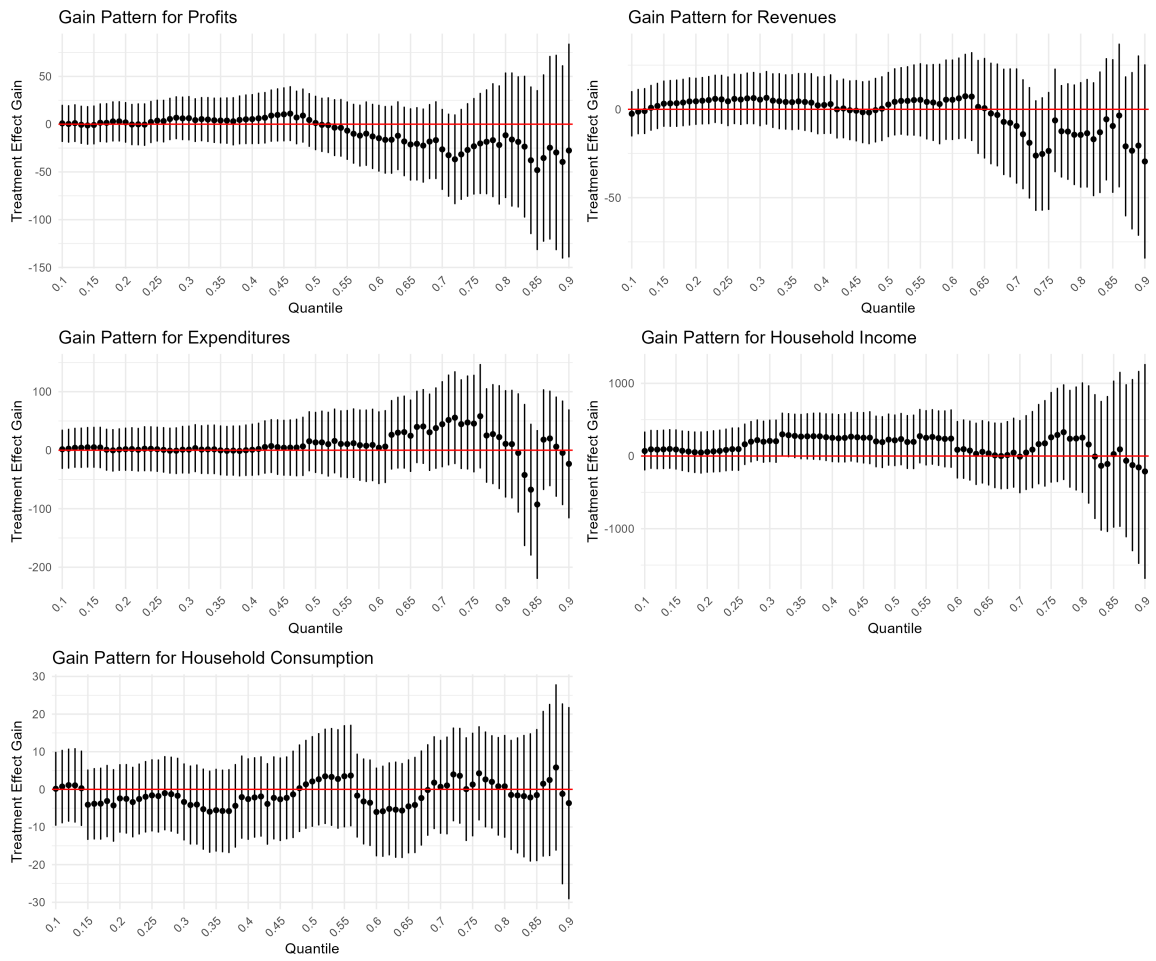 Gain Pattern for Profits
Treatment Effect Gain
50
0
-50
-100
-150
0.1 0.15 0.2 0.25 0.3 0.35 0.4 0.45 0.5 0.55 0.6 0.65 0.7 0.75 0.8 0.85 0.9
Quantile
Gain Pattern for Revenues
Treatment Effect Gain
0
-50
0.1 0.15 0.2 0.25 0.3 0.35 0.4 0.45 0.5 0.55 0.6 0.65 0.7 0.75 0.8 0.85 0.9
Quantile
Gain Pattern for Expenditures
Treatment Effect Gain
100
0
-100
-200
0.1 0.15 0.2 0.25 0.3 0.35 0.4 0.45 0.5 0.55 0.6 0.65 0.7 0.75 0.8 0.85 0.9
Quantile
Gain Pattern for Household Income
Treatment Effect Gain
1000
0
-1000
0.1 0.15 0.2 0.25 0.3 0.35 0.4 0.45 0.5 0.55 0.6 0.65 0.7 0.75 0.8 0.85 0.9
Quantile
Gain Pattern for Household Consumption
Treatment Effect Gain
30
20
10
0
-10
-20
-30
0.1 0.15 0.2 0.25 0.3 0.35 0.4 0.45 0.5 0.55 0.6 0.65 0.7 0.75 0.8 0.85 0.9
Quantile